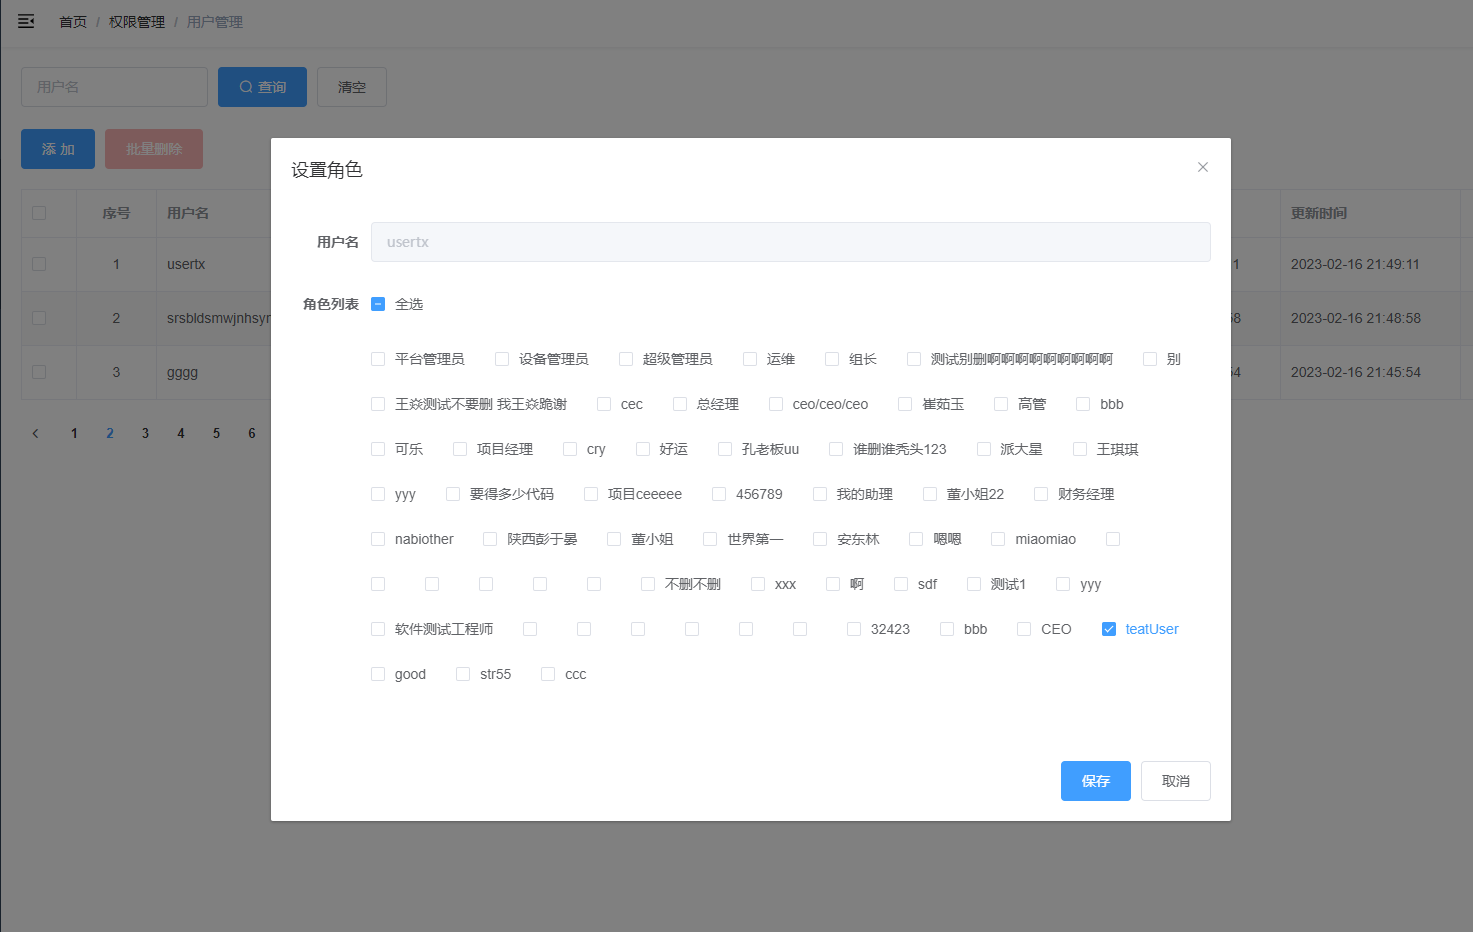 首页 / 权限管理 / 用户管理
用户名 查询 清空
添 加 批量删除
设置角色
用户名 usertx
角色列表 全选
平台管理员 设备管理员 超级管理员 运维 组长 测试别删啊啊啊啊啊啊啊啊啊 别
王焱测试不要删 我王焱跪谢 cec 总经理 ceo/ceo/ceo 崔茹玉 高管 bbb
可乐 项目经理 cry 好运 孔老板uu 谁删谁秃头123 派大星 王琪琪
yyy 要得多少代码 项目ceeeee 456789 我的助理 董小姐22 财务经理
nabiother 陕西彭于晏 董小姐 世界第一 安东林 嗯嗯 miaomiao
不删不删 xxx 啊 sdf 测试1 yyy
软件测试工程师 32423 bbb CEO teatUser
good str55 ccc
保存 取消
序号 用户名 更新时间
1 usertx 1 2023-02-16 21:49:11
2 srsbldsmwjnhsyr 58 2023-02-16 21:48:58
3 gggg 54 2023-02-16 21:45:54
1 2 3 4 5 6